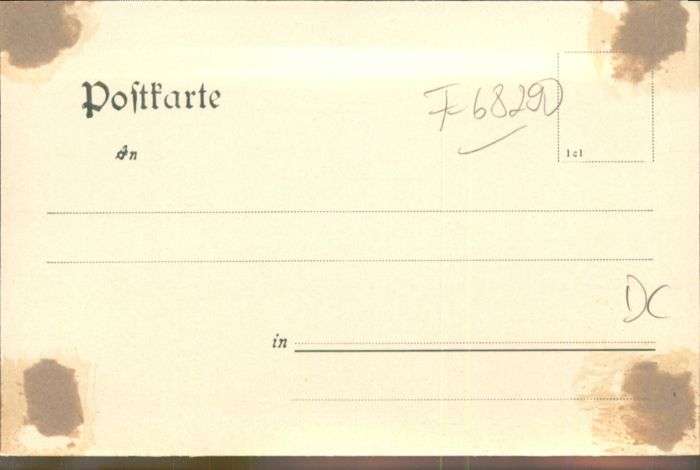 Poſtkarte
F-68290
An
DC
in